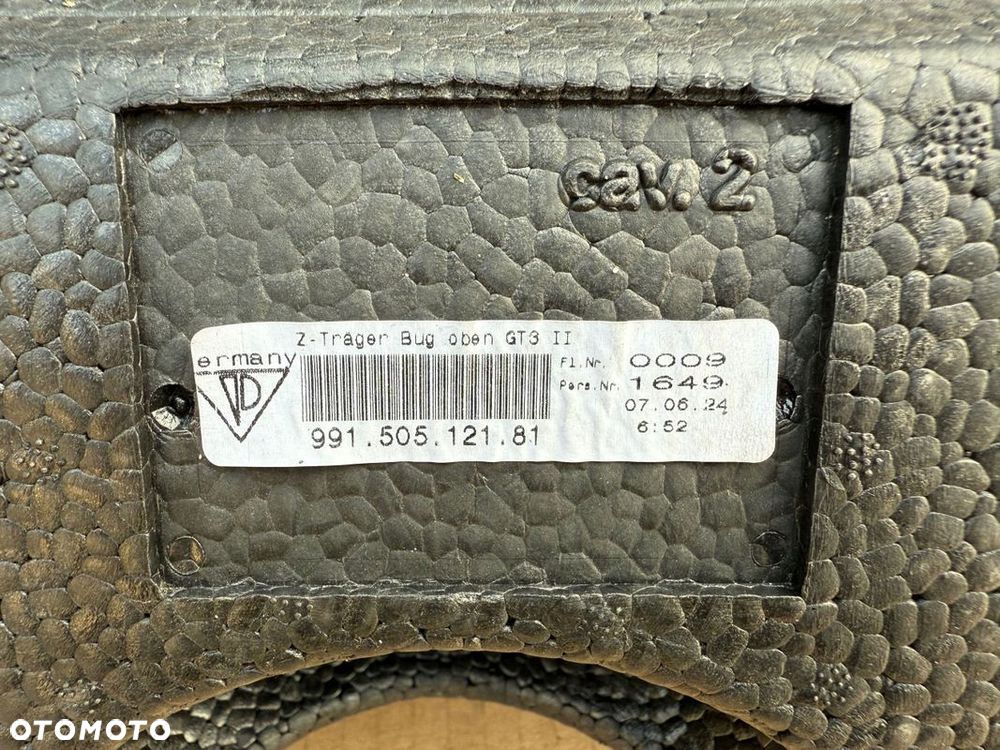 cav. 2
Z-Träger Bug oben GT3 II
ermany
Fl.Nr. 0009
Pers.Nr. 1649
07.06.24
6:52
991.505.121.81
OTOMOTO